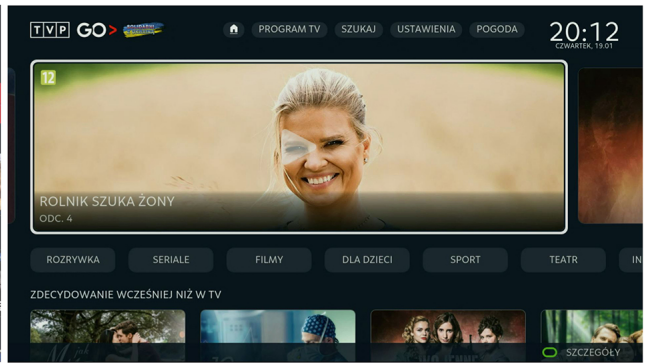 TVP GO>
PROGRAM TV
SZUKAJ
USTAWIENIA
POGODA
20:12
CZWARTEK, 19.01
12
ROLNIK SZUKA ŻONY
ODC. 4
ROZRYWKA
SERIALE
FILMY
DLA DZIECI
SPORT
TEATR
IN
ZDECYDOWANIE WCZEŚNIEJ NIŻ W TV
SZCZEGÓŁY